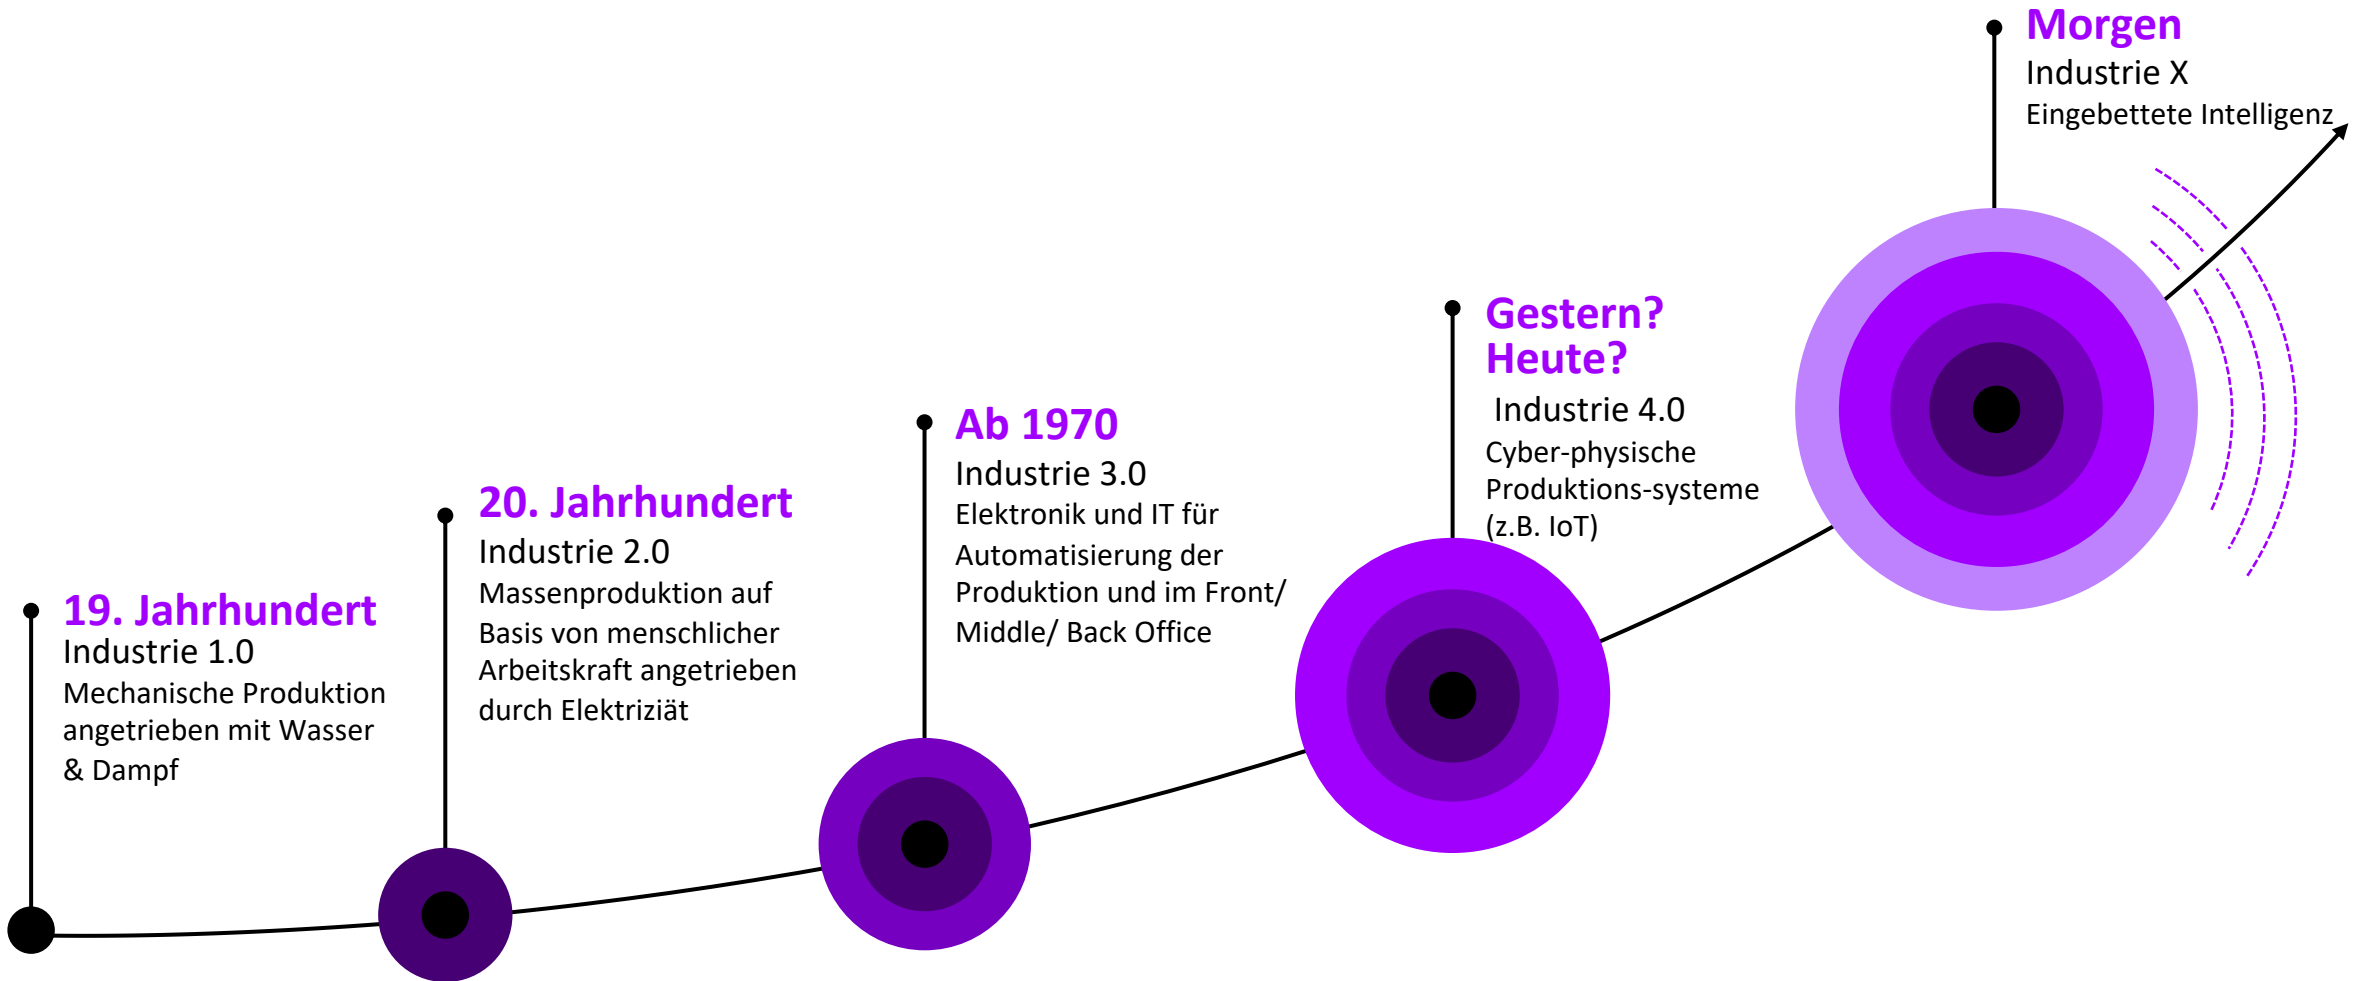 19. Jahrhundert
Industrie 1.0
Mechanische Produktion
angetrieben mit Wasser
& Dampf
20. Jahrhundert
Industrie 2.0
Massenproduktion auf
Basis von menschlicher
Arbeitskraft angetrieben
durch Elektriziät
Ab 1970
Industrie 3.0
Elektronik und IT für
Automatisierung der
Produktion und im Front/
Middle/ Back Office
Gestern?
Heute?
Industrie 4.0
Cyber-physische
Produktions-systeme
(z.B. IoT)
Morgen
Industrie X
Eingebettete Intelligenz